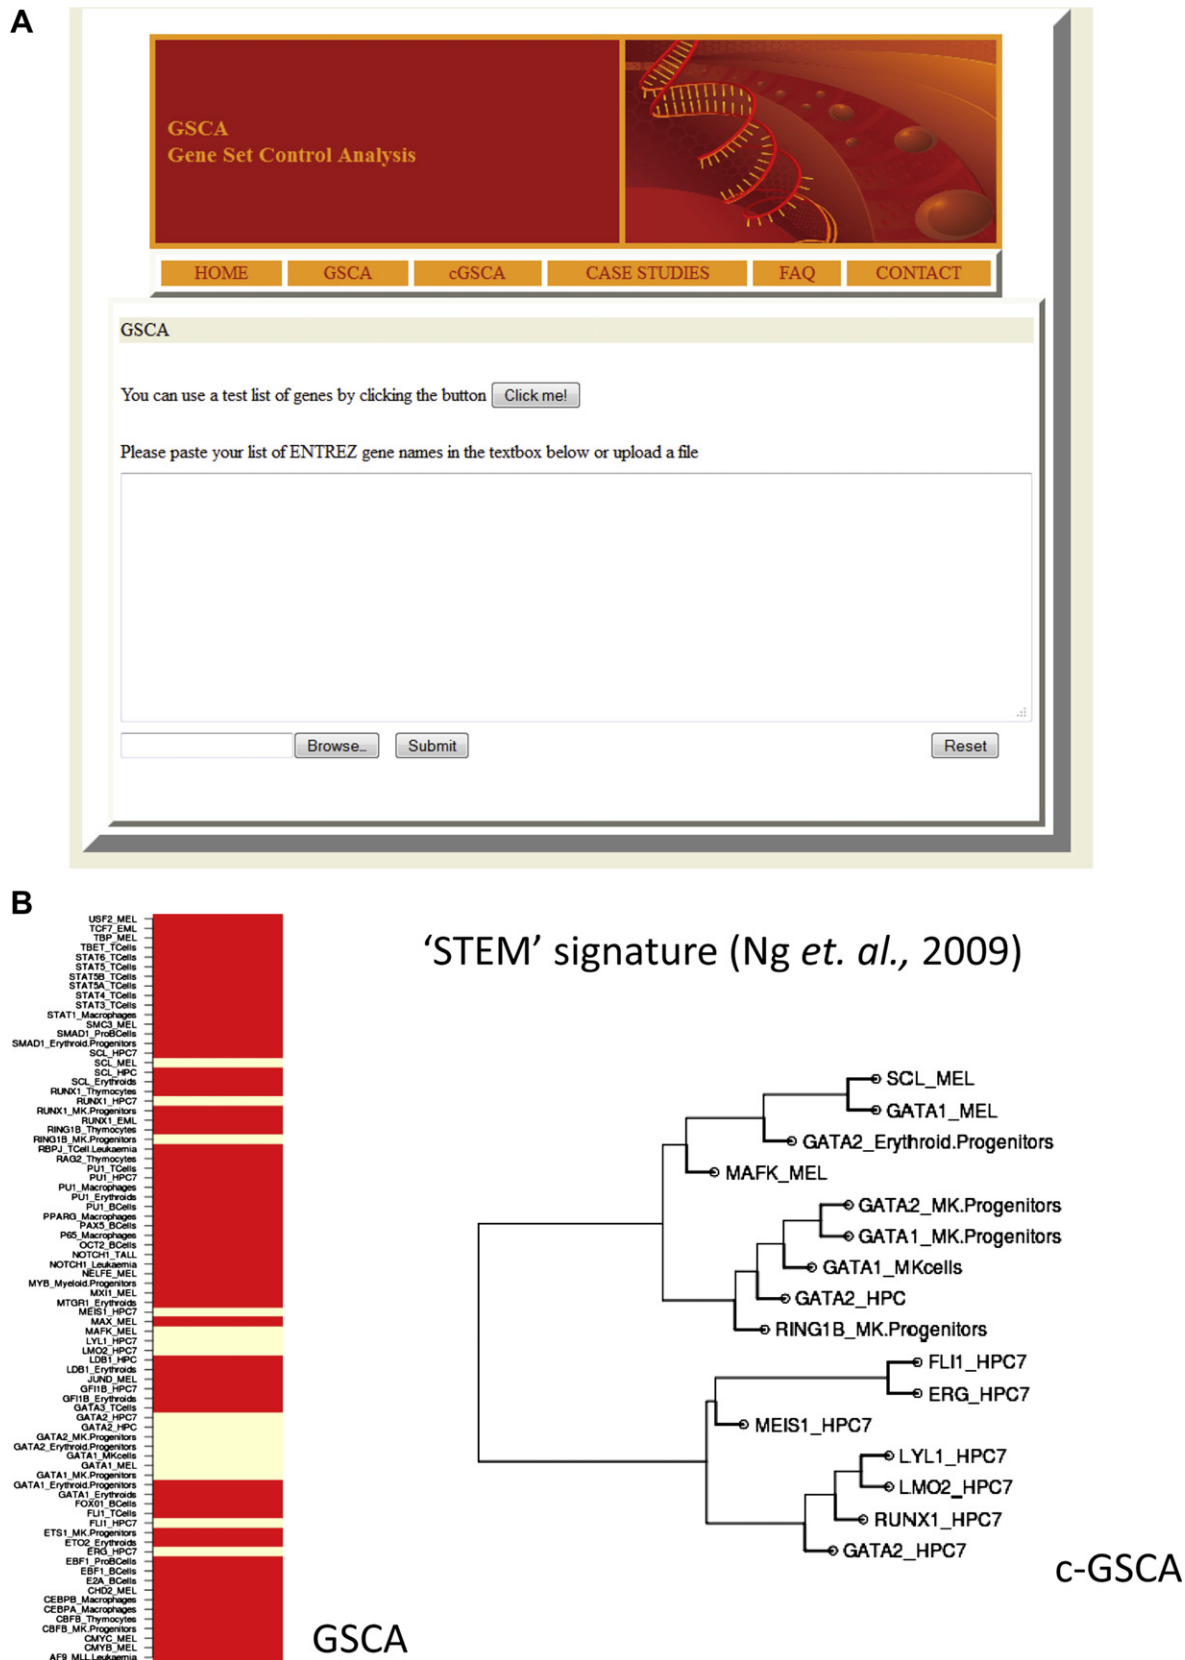 A
GSCA
Gene Set Control Analysis
HOME GSCA cGSCA CASE STUDIES FAQ CONTACT
GSCA
You can use a test list of genes by clicking the button Click me!
Please paste your list of ENTREZ gene names in the textbox below or upload a file
Browse... Submit Reset
B
USF2_MEL
TCF7_EML
TBP_MEL
TBET_TCells
STAT6_TCells
STAT5_TCells
STAT5B_TCells
STAT5A_TCells
STAT4_TCells
STAT3_TCells
STAT1_Macrophages
SMC3_MEL
SMAD1_ProBCells
SMAD1_Erythroid.Progenitors
SCL_HPC7
SCL_MEL
SCL_HPC
SCL_Erythroids
RUNX1_Thymocytes
RUNX1_HPC7
RUNX1_MK.Progenitors
RUNX1_EML
RING1B_Thymocytes
RING1B_MK.Progenitors
RBPJ_TCell.Leukaemia
RAG2_Thymocytes
PU1_TCells
PU1_HPC7
PU1_Macrophages
PU1_Erythroids
PU1_BCells
PPARG_Macrophages
PAX5_BCells
P65_Macrophages
OCT2_BCells
NOTCH1_TALL
NOTCH1_Leukaemia
NELFE_MEL
MYB_Myeloid.Progenitors
MXI1_MEL
MTGR1_Erythroids
MEIS1_HPC7
MAX_MEL
MAFK_MEL
LYL1_HPC7
LMO2_HPC7
LDB1_HPC
LDB1_Erythroids
JUND_MEL
GFI1B_HPC7
GFI1B_Erythroids
GATA3_TCells
GATA2_HPC7
GATA2_HPC
GATA2_MK.Progenitors
GATA2_Erythroid.Progenitors
GATA1_MKcells
GATA1_MEL
GATA1_MK.Progenitors
GATA1_Erythroid.Progenitors
GATA1_Erythroids
FOXO1_BCells
FLI1_TCells
FLI1_HPC7
ETS1_MK.Progenitors
ETO2_Erythroids
ERG_HPC7
EBF1_ProBCells
EBF1_BCells
E2A_BCells
CHD2_MEL
CEBPB_Macrophages
CEBPA_Macrophages
CBFB_Thymocytes
CBFB_MK.Progenitors
CMYC_MEL
CMYB_MEL
AF9_MLL.Leukaemia
GSCA
‘STEM’ signature (Ng et. al., 2009)
SCL_MEL
GATA1_MEL
GATA2_Erythroid.Progenitors
MAFK_MEL
GATA2_MK.Progenitors
GATA1_MK.Progenitors
GATA1_MKcells
GATA2_HPC
RING1B_MK.Progenitors
FLI1_HPC7
ERG_HPC7
MEIS1_HPC7
LYL1_HPC7
LMO2_HPC7
RUNX1_HPC7
GATA2_HPC7
c-GSCA